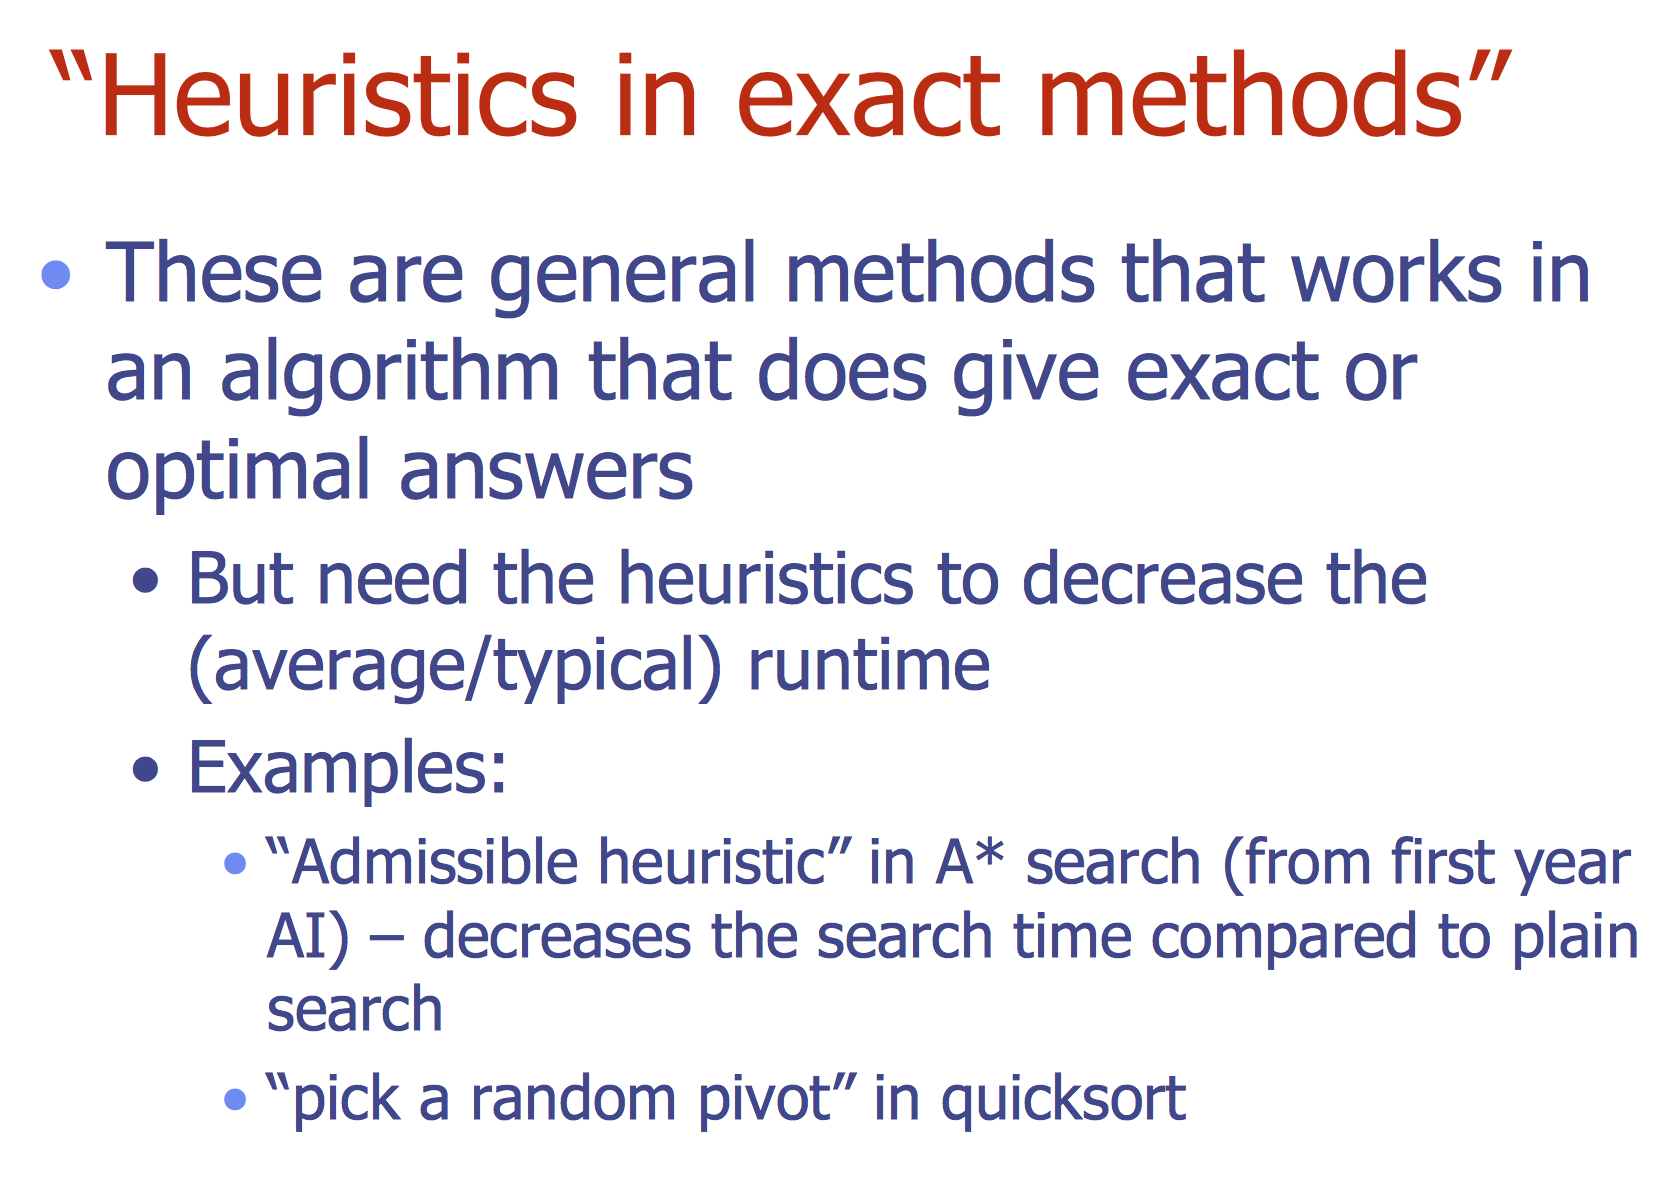 “Heuristics in exact methods”
• These are general methods that works in
an algorithm that does give exact or
optimal answers
• But need the heuristics to decrease the
(average/typical) runtime
• Examples:
• “Admissible heuristic” in A* search (from first year
AI) – decreases the search time compared to plain
search
• “pick a random pivot” in quicksort